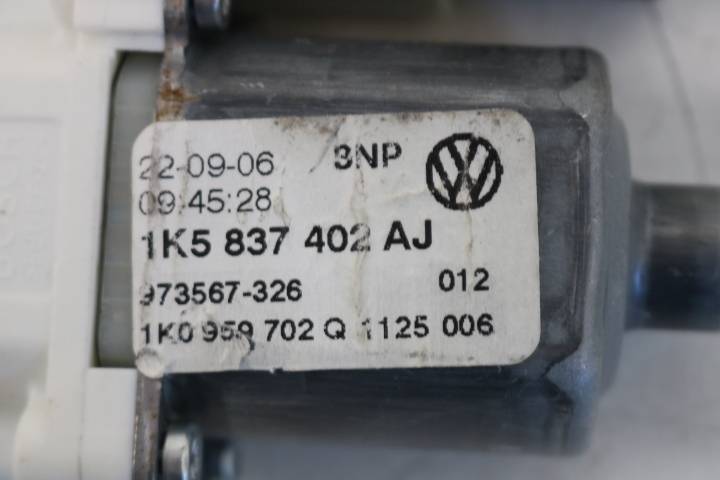 22-09-06 3NP
09:45:28
1K5 837 402 AJ
973567-326 012
1K0 959 702 Q 1125 006